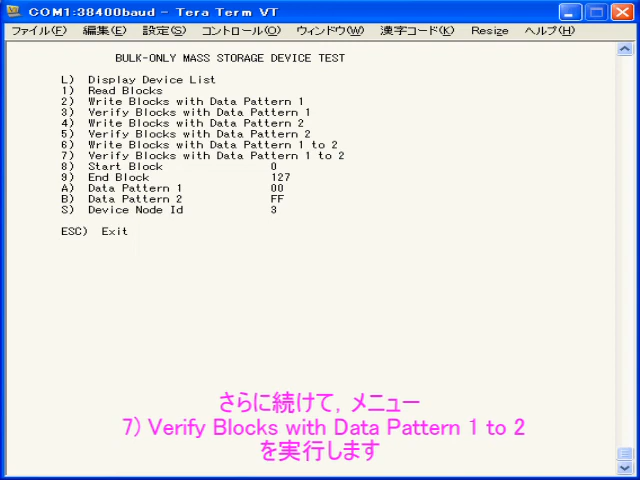 COM1:38400baud - Tera Term VT
ファイル(F) 編集(E) 設定(S) コントロール(O) ウィンドウ(W) 漢字コード(K) Resize ヘルプ(H)
BULK-ONLY MASS STORAGE DEVICE TEST
L) Display Device List
1) Read Blocks
2) Write Blocks with Data Pattern 1
3) Verify Blocks with Data Pattern 1
4) Write Blocks with Data Pattern 2
5) Verify Blocks with Data Pattern 2
6) Write Blocks with Data Pattern 1 to 2
7) Verify Blocks with Data Pattern 1 to 2
8) Start Block 0
9) End Block 127
A) Data Pattern 1 00
B) Data Pattern 2 FF
S) Device Node Id 3
ESC) Exit
さらに続けて，メニュー
7) Verify Blocks with Data Pattern 1 to 2
を実行します